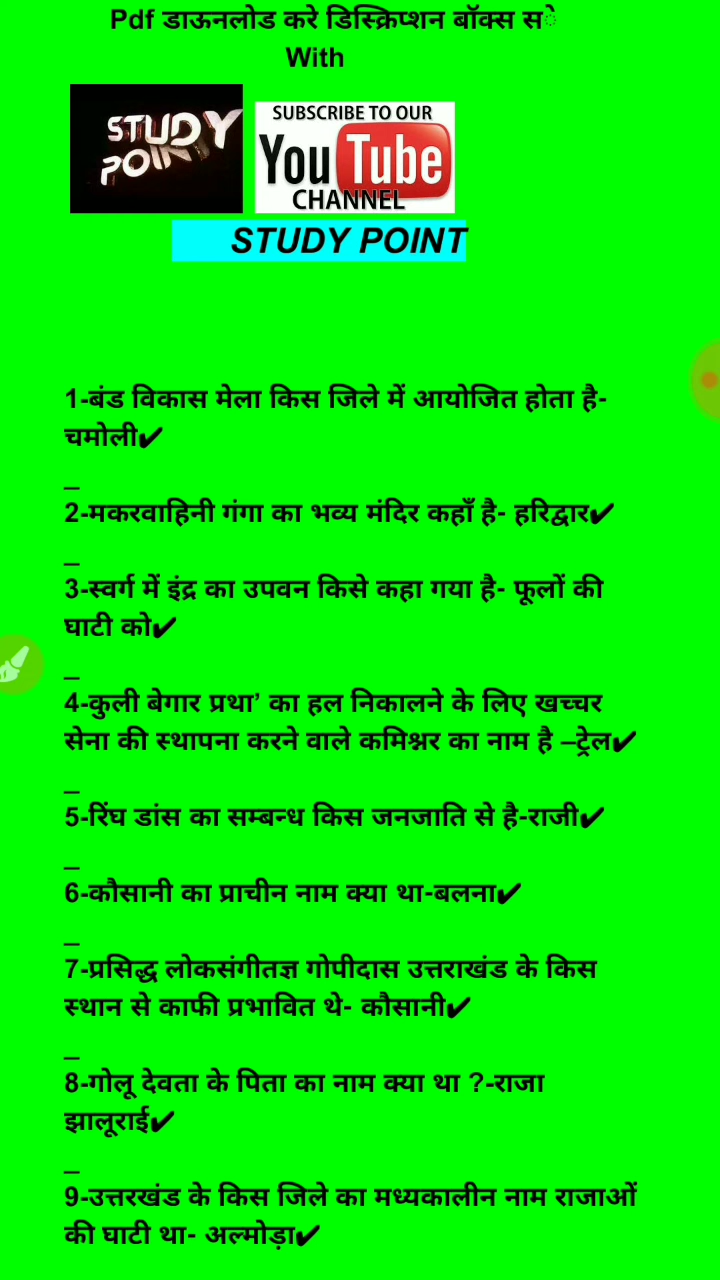 Pdf डाऊनलोड करे डिस्क्रिप्शन बॉक्स स े
With
STUDY POINT
SUBSCRIBE TO OUR
YouTube
CHANNEL
STUDY POINT
1-बंड विकास मेला किस जिले में आयोजित होता है-
चमोली✔
_
2-मकरवाहिनी गंगा का भव्य मंदिर कहाँ है- हरिद्वार✔
_
3-स्वर्ग में इंद्र का उपवन किसे कहा गया है- फूलों की
घाटी को✔
_
4-कुली बेगार प्रथा’ का हल निकालने के लिए खच्चर
सेना की स्थापना करने वाले कमिश्नर का नाम है –ट्रेल✔
_
5-रिंघ डांस का सम्बन्ध किस जनजाति से है-राजी✔
_
6-कौसानी का प्राचीन नाम क्या था-बलना✔
_
7-प्रसिद्ध लोकसंगीतज्ञ गोपीदास उत्तराखंड के किस
स्थान से काफी प्रभावित थे- कौसानी✔
_
8-गोलू देवता के पिता का नाम क्या था ?-राजा
झालूराई✔
_
9-उत्तरखंड के किस जिले का मध्यकालीन नाम राजाओं
की घाटी था- अल्मोड़ा✔